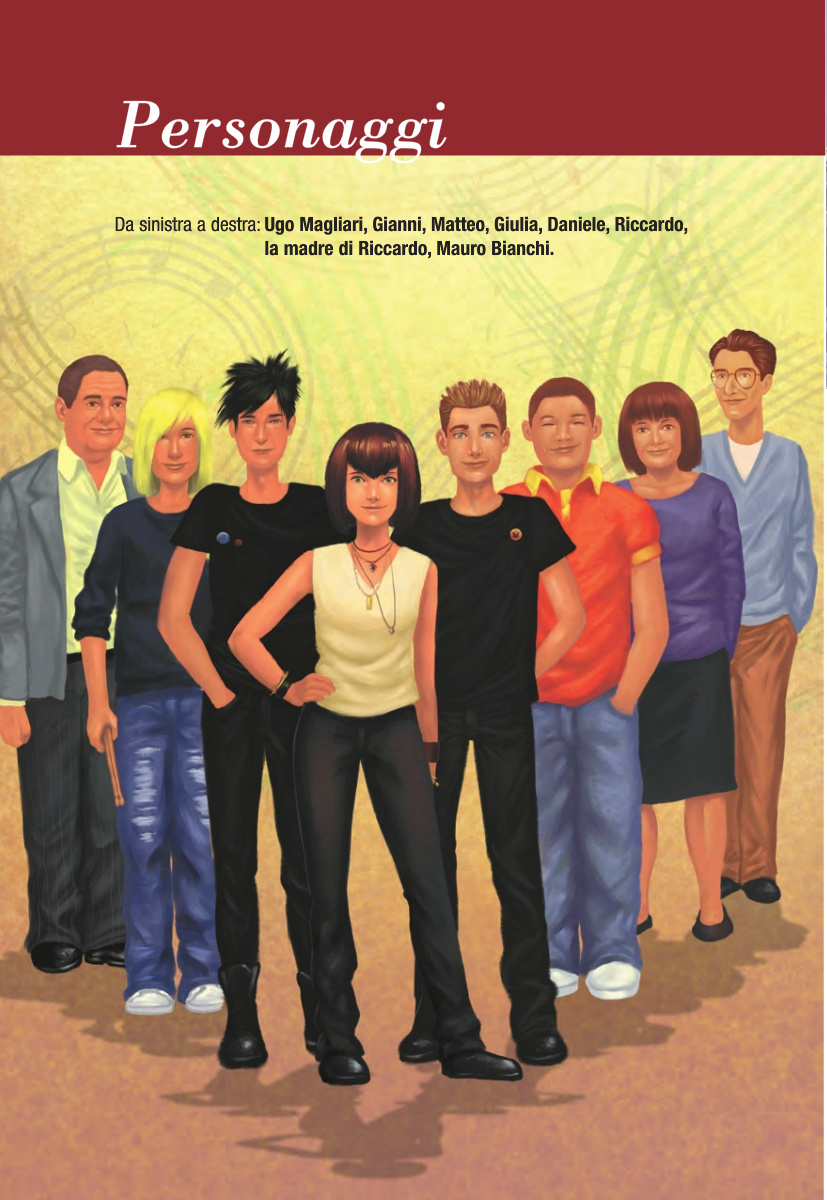 Personaggi
Da sinistra a destra: Ugo Magliari, Gianni, Matteo, Giulia, Daniele, Riccardo,
la madre di Riccardo, Mauro Bianchi.